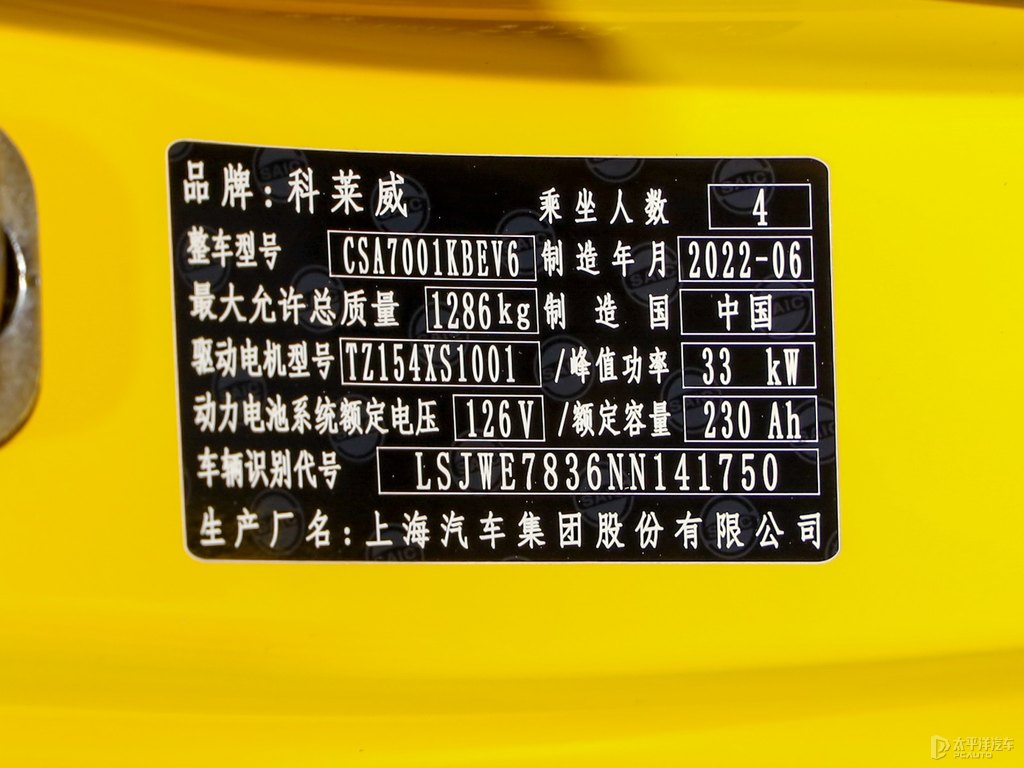 品牌：科莱威 乘坐人数 4
整车型号 CSA7001KBEV6 制造年月 2022-06
最大允许总质量 1286kg 制造国 中国
驱动电机型号 TZ154XS1001 /峰值功率 33 kW
动力电池系统额定电压 126V /额定容量 230 Ah
车辆识别代号 LSJWE7836NN141750
生产厂名：上海汽车集团股份有限公司
太平洋汽车
PCAUTO